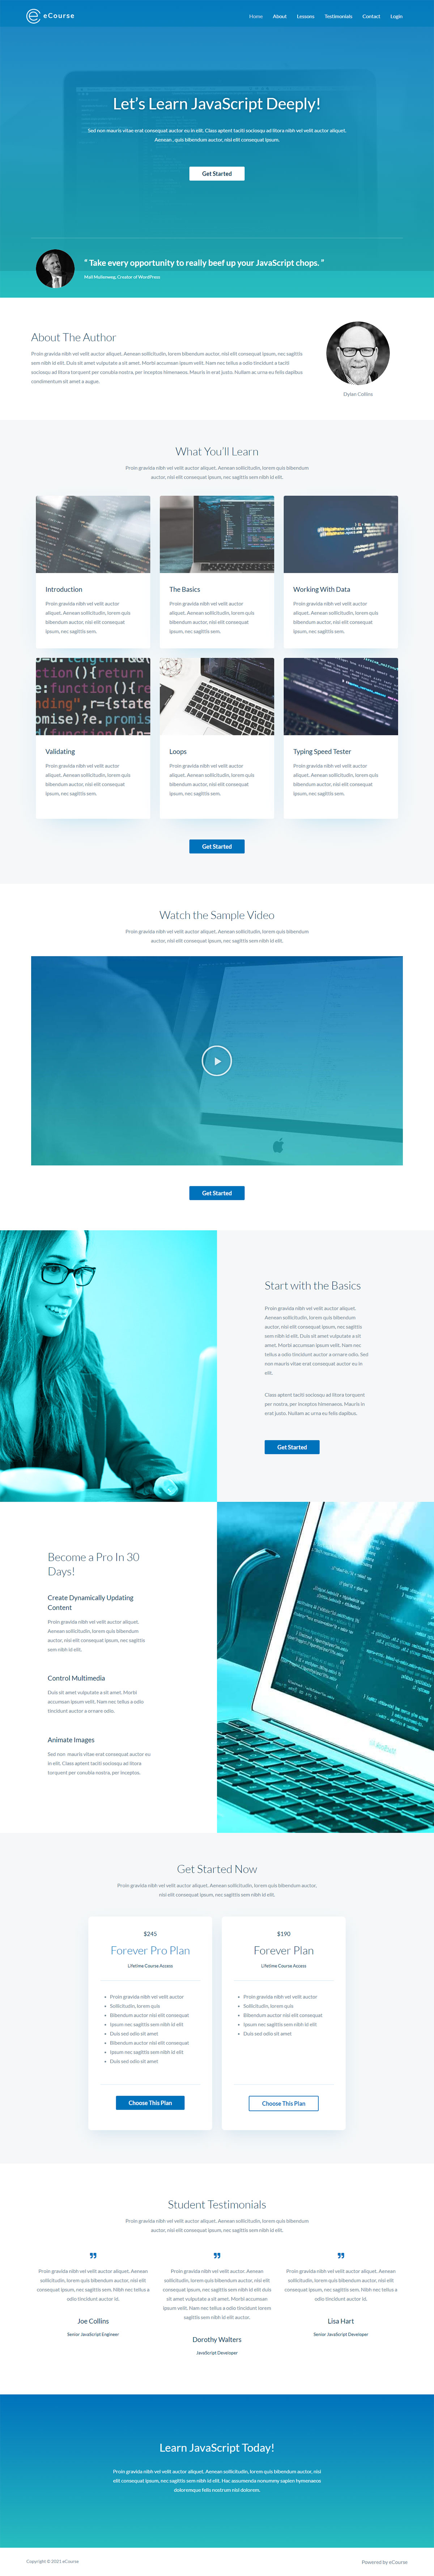 eCourse
Home About Lessons Testimonials Contact Login
Let's Learn JavaScript Deeply!
Sed non mauris vitae erat consequat auctor eu in elit. Class aptent taciti sociosqu ad litora nibh vel velit auctor aliquet.
Aenean , quis bibendum auctor, nisi elit consequat ipsum.
Get Started
“ Take every opportunity to really beef up your JavaScript chops. “
Matt Mullenweg, Creator of WordPress
About The Author
Proin gravida nibh vel velit auctor aliquet. Aenean sollicitudin, lorem bibendum auctor, nisi elit consequat ipsum, nec sagittis
sem nibh id elit. Duis vulputate a sit amet. Morbi accumsan ipsum velit. Nam nec tellus a odio tincidunt a taciti
sociosqu ad litora torquent per conubia nostra, per inceptos himenaeos. Mauris in erat justo. Nullam ac urna eu felis dapibus
condimentum sit amet a augue.
Dylan Collins
What You'll Learn
Proin gravida nibh vel velit auctor aliquet. Aenean sollicitudin, lorem quis bibendum
auctor, nisi elit consequat ipsum, nec sagittis sem nibh id elit.
Introduction
Proin gravida nibh vel velit auctor
aliquet. Aenean sollicitudin, lorem quis
bibendum auctor, nisi elit consequat
ipsum, nec sagittis sem.
The Basics
Proin gravida nibh vel velit auctor
aliquet. Aenean sollicitudin, lorem quis
bibendum auctor, nisi elit consequat
ipsum, nec sagittis sem.
Working With Data
Proin gravida nibh vel velit auctor
aliquet. Aenean sollicitudin, lorem quis
bibendum auctor, nisi elit consequat
ipsum, nec sagittis sem.
Validating
Proin gravida nibh vel velit auctor
aliquet. Aenean sollicitudin, lorem quis
bibendum auctor, nisi elit consequat
ipsum, nec sagittis sem.
Loops
Proin gravida nibh vel velit auctor
aliquet. Aenean sollicitudin, lorem quis
bibendum auctor, nisi elit consequat
ipsum, nec sagittis sem.
Typing Speed Tester
Proin gravida nibh vel velit auctor
aliquet. Aenean sollicitudin, lorem quis
bibendum auctor, nisi elit consequat
ipsum, nec sagittis sem.
Get Started
Watch the Sample Video
Proin gravida nibh vel velit auctor aliquet. Aenean sollicitudin, lorem quis bibendum
auctor, nisi elit consequat ipsum, nec sagittis sem nibh id elit.
Get Started
Start with the Basics
Proin gravida nibh vel velit auctor aliquet.
Aenean sollicitudin, lorem quis bibendum
auctor, nisi elit consequat ipsum, nec sagittis
sem nibh id elit. Duis sit amet vulputate a sit
amet. Morbi accumsan ipsum velit. Nam nec
tellus a odio tincidunt auctor a ornare odio. Sed
non mauris vitae erat consequat auctor eu in
elit.
Class aptent taciti sociosqu ad litora torquent
per nostra, per inceptos himenaeos. Mauris in
erat justo. Nullam ac urna eu felis dapibus.
Get Started
Become a Pro In 30
Days!
Create Dynamically Updating
Content
Proin gravida nibh vel velit auctor aliquet.
Aenean sollicitudin, lorem quis bibendum
auctor, nisi elit consequat ipsum, nec sagittis
sem nibh id elit.
Control Multimedia
Duis sit amet vulputate a sit amet. Morbi
accumsan ipsum velit. Nam nec tellus a odio
tincidunt auctor a ornare odio.
Animate Images
Sed non mauris vitae erat consequat auctor eu
in elit. Class aptent taciti sociosqu ad litora
torquent per conubia nostra, per inceptos.
Get Started Now
Proin gravida nibh vel velit auctor aliquet. Aenean sollicitudin, lorem quis bibendum auctor,
nisi elit consequat ipsum, nec sagittis sem nibh id elit.
$245
Forever Pro Plan
Lifetime Course Access
Proin gravida nibh vel velit auctor
Sollicitudin, lorem quis
Bibendum auctor nisi elit consequat
Ipsum nec sagittis sem nibh id elit
Duis sed odio sit amet
Bibendum auctor nisi elit consequat
Ipsum nec sagittis sem nibh id elit
Duis sed odio sit amet
Choose This Plan
$190
Forever Plan
Lifetime Course Access
Proin gravida nibh vel velit auctor
Sollicitudin, lorem quis
Bibendum auctor nisi elit consequat
Ipsum nec sagittis sem nibh id elit
Duis sed odio sit amet
Choose This Plan
Student Testimonials
Proin gravida nibh vel velit auctor aliquet. Aenean sollicitudin, lorem quis bibendum
auctor, nisi elit consequat ipsum, nec sagittis sem nibh id elit.
Proin gravida nibh vel velit auctor aliquet. Aenean
sollicitudin, lorem quis bibendum auctor, nisi elit
consequat ipsum, nec sagittis sem. Nibh nec tellus a
odio tincidunt auctor id.
Joe Collins
Senior JavaScript Engineer
Proin gravida nibh vel velit auctor. Aenean
sollicitudin, lorem quis bibendum auctor, nisi elit
consequat ipsum, nec sagittis sem nibh id elit duis
sit amet vulputate a sit amet. Morbi accumsan
ipsum velit. Nam nec tellus a odio tincidunt lorem
sagittis sem nibh id elit auctor.
Dorothy Walters
JavaScript Developer
Proin gravida nibh vel velit auctor aliquet. Aenean
sollicitudin, lorem quis bibendum auctor, nisi elit
consequat ipsum, nec sagittis sem, nibh nec tellus a
odio tincidunt auctor id.
Lisa Hart
Senior JavaScript Developer
Learn JavaScript Today!
Proin gravida nibh vel velit auctor aliquet. Aenean sollicitudin, lorem quis bibendum auctor, nisi
elit consequat ipsum, nec sagittis sem nibh id elit. Hac assumenda nonummy sapien hymenaeos
doloremque felis nostrum nisl dolorem.
Copyright © 2021 eCourse
Powered by eCourse